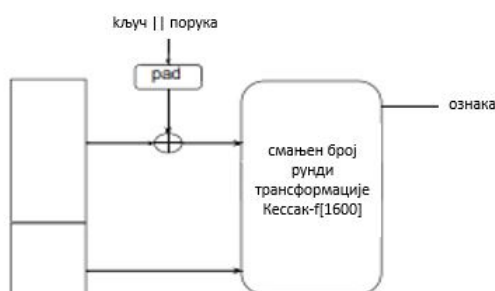 кључ || порука
pad
ознака
смањен број
рунди
трансформације
Кессак-f[1600]